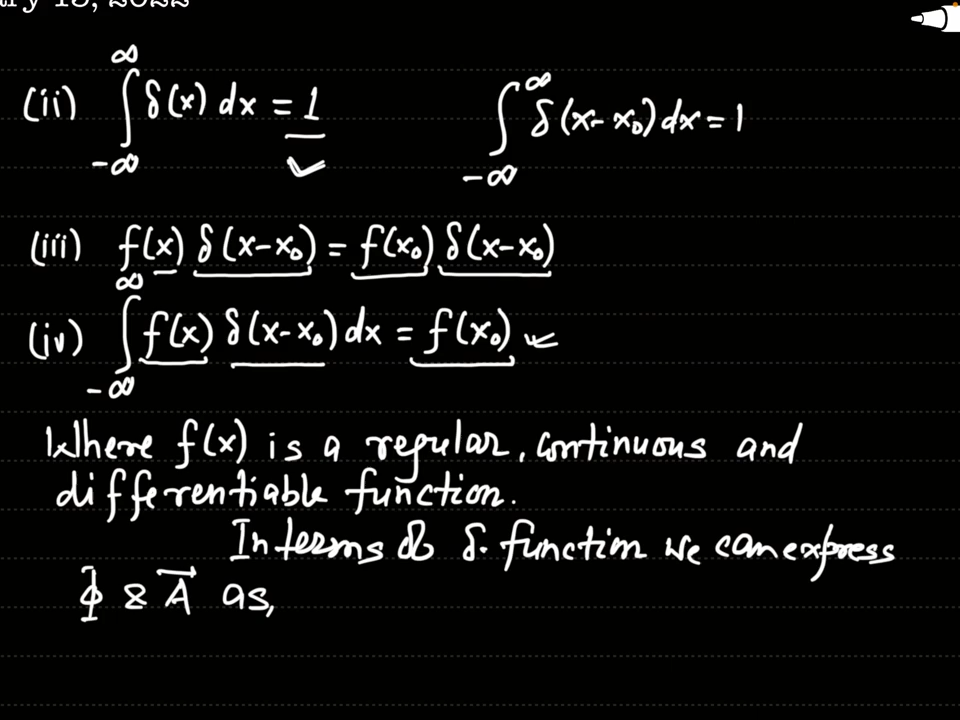 (ii) ∫_{-∞}^{∞} δ(x) dx = 1 ∫_{-∞}^{∞} δ(x-x₀) dx = 1
(iii) f(x) δ(x-x₀) = f(x₀) δ(x-x₀)
(iv) ∫_{-∞}^{∞} f(x) δ(x-x₀) dx = f(x₀)
Where f(x) is a regular, continuous and
differentiable function.
In terms of δ- function we can express
Φ & A⃗ as,